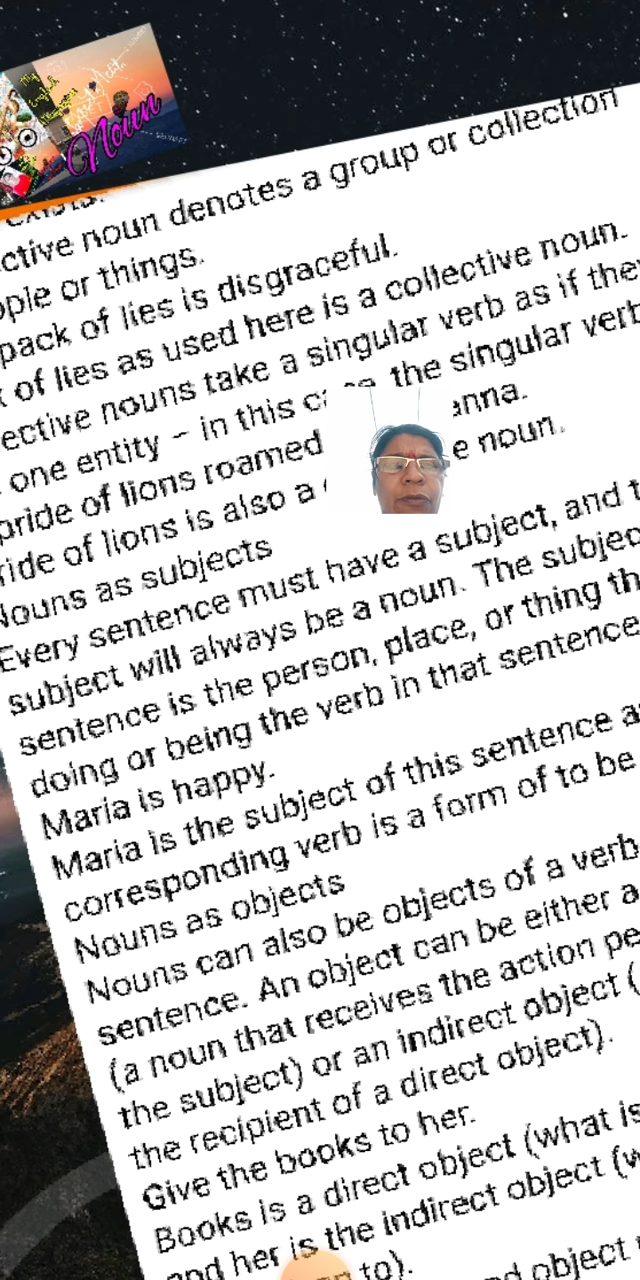 Noun
exists.
ctive noun denotes a group or collection
ople or things.
pack of lies is disgraceful.
of lies as used here is a collective noun.
ective nouns take a singular verb as if they
one entity – in this the singular verb
pride of lions roamed anna.
ride of lions is also a e noun.
Nouns as subjects
Every sentence must have a subject, and t
subject will always be a noun. The subjec
sentence is the person, place, or thing th
doing or being the verb in that sentence
Maria is happy.
Maria is the subject of this sentence a
corresponding verb is a form of to be
Nouns as objects
Nouns can also be objects of a verb
sentence. An object can be either a
(a noun that receives the action pe
the subject) or an indirect object (
the recipient of a direct object).
Give the books to her.
Books is a direct object (what is
and her is the indirect object (w
to).
nd object